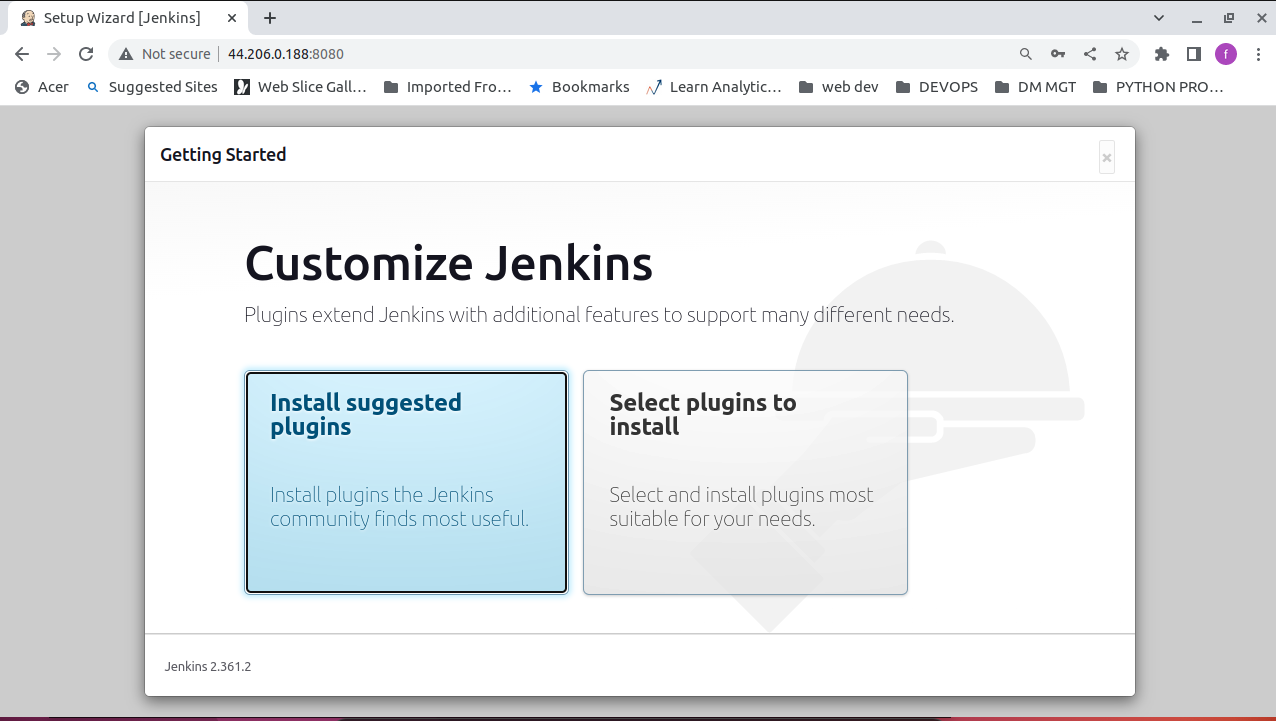 Setup Wizard [Jenkins]
Not secure | 44.206.0.188:8080
f
Acer Suggested Sites Web Slice Gall… Imported Fro… Bookmarks Learn Analytic… web dev DEVOPS DM MGT PYTHON PRO…
Getting Started
Customize Jenkins
Plugins extend Jenkins with additional features to support many different needs.
Install suggested
plugins
Install plugins the Jenkins
community finds most useful.
Select plugins to
install
Select and install plugins most
suitable for your needs.
Jenkins 2.361.2